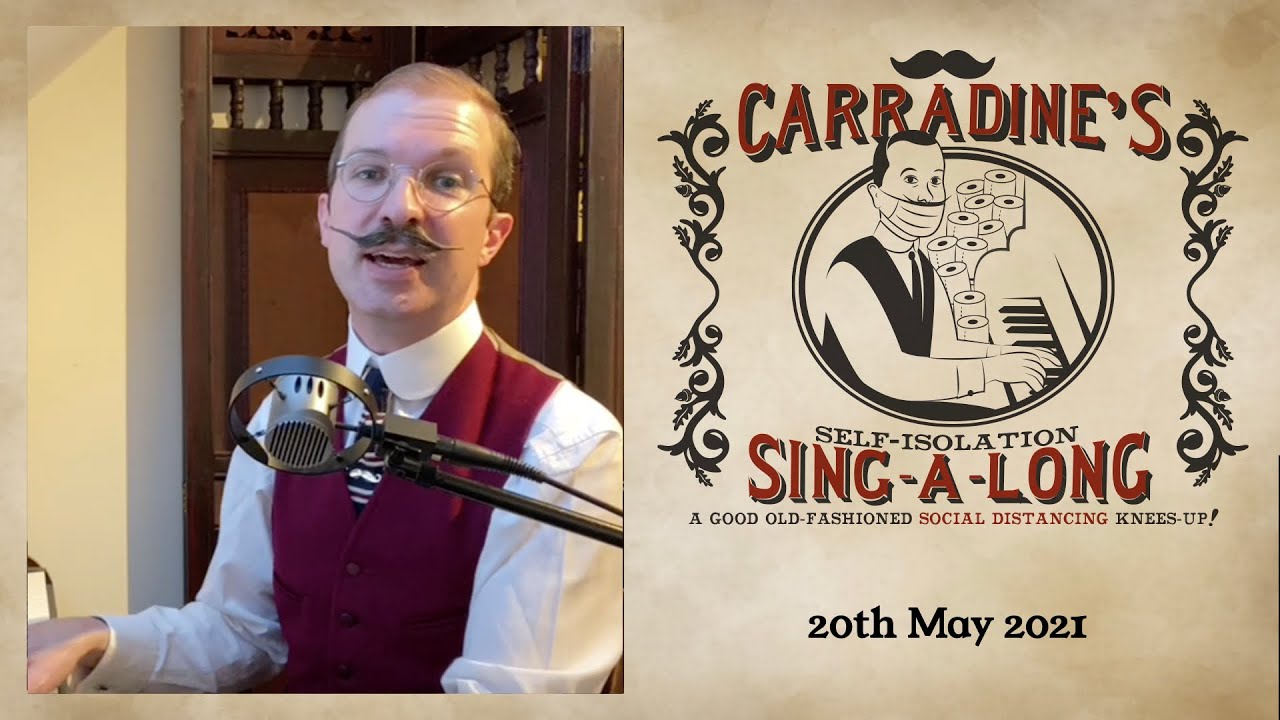 CARRADINE'S
SELF-ISOLATION
SING-A-LONG
A GOOD OLD-FASHIONED SOCIAL DISTANCING KNEES-UP!
20th May 2021